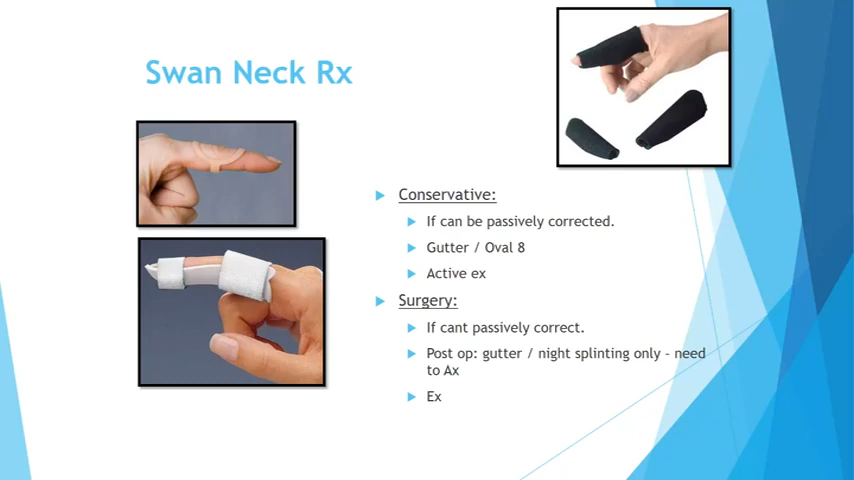 Swan Neck Rx
Conservative:
If can be passively corrected.
Gutter / Oval 8
Active ex
Surgery:
If cant passively correct.
Post op: gutter / night splinting only – need
to Ax
Ex